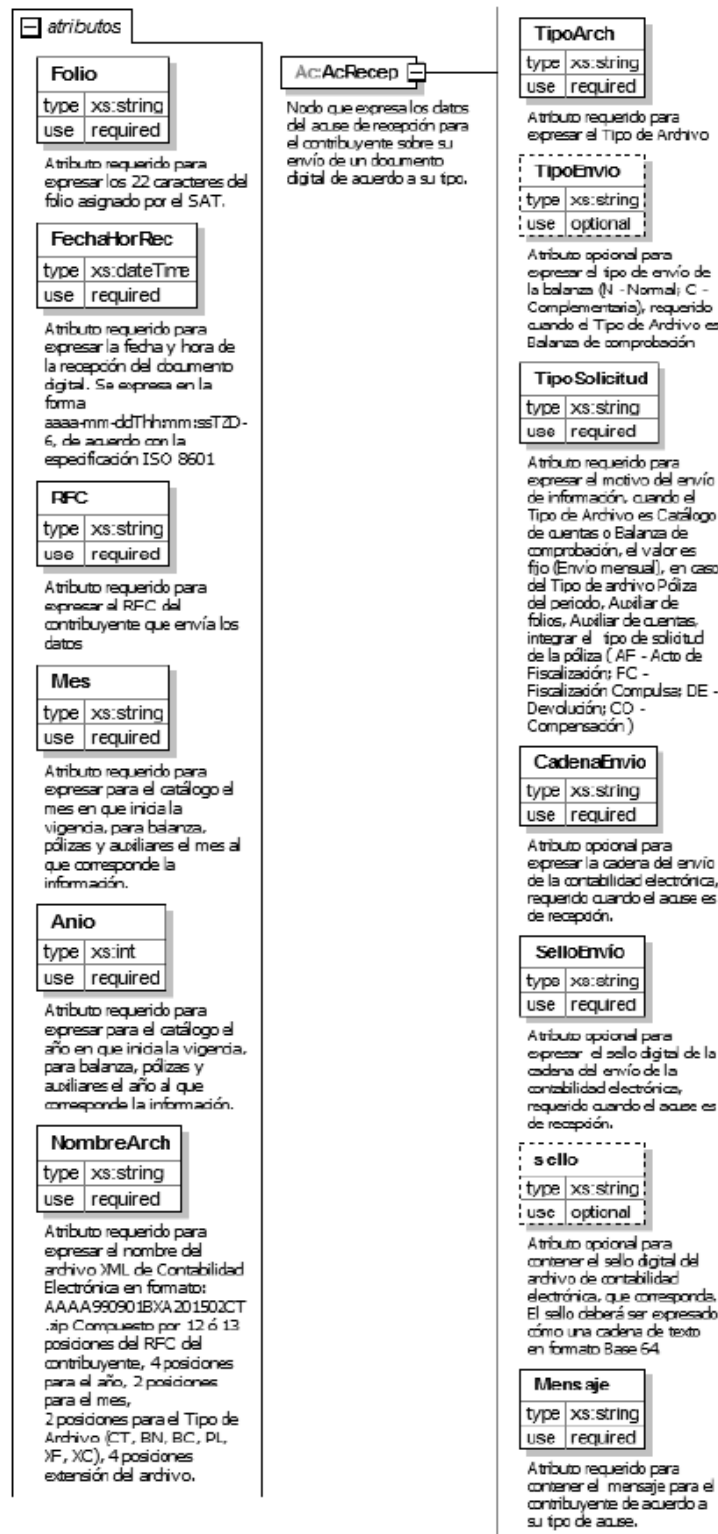 atributos
Folio
type xs:string
use required
Atributo requerido para
expresar los 22 caracteres del
folio asignado por el SAT.
FechaHorRec
type xs:dateTime
use required
Atributo requerido para
expresar la fecha y hora de
la recepción del documento
digital. Se expresa en la
forma
aaaa-mm-ddThh:mm:ssTZD-
6, de acuerdo con la
especificación ISO 8601
RFC
type xs:string
use required
Atributo requerido para
expresar el RFC del
contribuyente que envía los
datos
Mes
type xs:string
use required
Atributo requerido para
expresar para el catálogo el
mes en que inicia la
vigencia, para balanza,
pólizas y auxiliares el mes al
que corresponde la
información.
Anio
type xs:int
use required
Atributo requerido para
expresar para el catálogo el
año en que inicia la vigencia,
para balanza, pólizas y
auxiliares el año al que
corresponde la información.
NombreArch
type xs:string
use required
Atributo requerido para
expresar el nombre del
archivo XML de Contabilidad
Electrónica en formato:
AAAA990901BXA201502CT
.zip Compuesto por 12 ó 13
posiciones del RFC del
contribuyente, 4 posiciones
para el año, 2 posiciones
para el mes,
2 posiciones para el Tipo de
Archivo (CT, BN, BC, PL,
XF, XC), 4 posiciones
extensión del archivo.
Ac:AcRecep
Nodo que expresa los datos
del acuse de recepción para
el contribuyente sobre su
envío de un documento
digital de acuerdo a su tipo.
TipoArch
type xs:string
use required
Atributo requerido para
expresar el Tipo de Archivo
TipoEnvio
type xs:string
use optional
Atributo opcional para
expresar el tipo de envío de
la balanza (N - Normal; C -
Complementaria), requerido
cuando el Tipo de Archivo es
Balanza de comprobación
TipoSolicitud
type xs:string
use required
Atributo requerido para
expresar el motivo del envío
de información, cuando el
Tipo de Archivo es Catálogo
de cuentas o Balanza de
comprobación, el valor es
fijo (Envío mensual), en caso
del Tipo de archivo Póliza
del periodo, Auxiliar de
folios, Auxiliar de cuentas,
integrar el tipo de solicitud
de la póliza ( AF - Acto de
Fiscalización; FC -
Fiscalización Compulsa; DE -
Devolución; CO -
Compensación )
CadenaEnvio
type xs:string
use required
Atributo opcional para
expresar la cadena del envío
de la contabilidad electrónica,
requerido cuando el acuse es
de recepción.
SelloEnvío
type xs:string
use required
Atributo opcional para
expresar el sello digital de la
cadena del envío de la
contabilidad electrónica,
requerido cuando el acuse es
de recepción.
sello
type xs:string
use optional
Atributo opcional para
contener el sello digital del
archivo de contabilidad
electrónica, que corresponda.
El sello deberá ser expresado
cómo una cadena de texto
en formato Base 64
Mensaje
type xs:string
use required
Atributo requerido para
contener el mensaje para el
contribuyente de acuerdo a
su tipo de acuse.